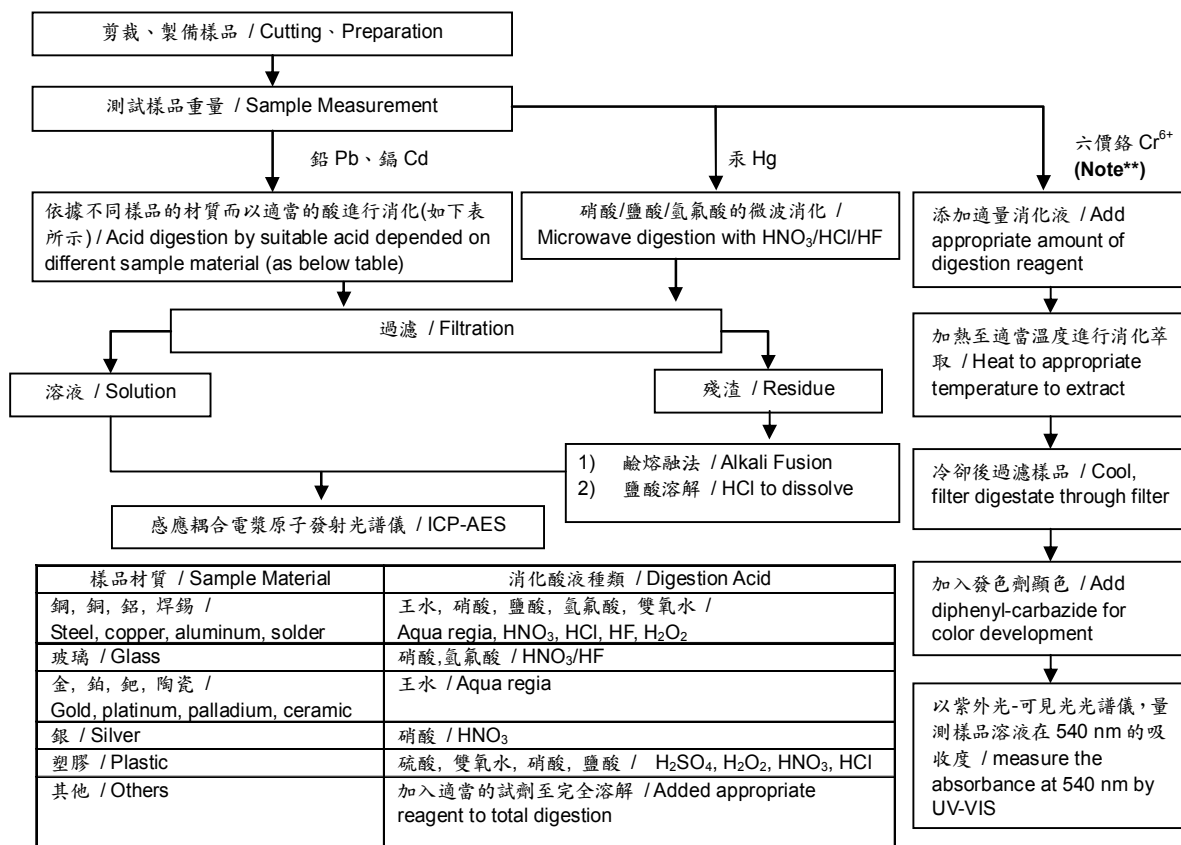 剪裁、製備樣品 / Cutting、Preparation
測試樣品重量 / Sample Measurement
鉛 Pb、鎘 Cd
汞 Hg
六價鉻 Cr6+
(Note**)
依據不同樣品的材質而以適當的酸進行消化(如下表
所示) / Acid digestion by suitable acid depended on
different sample material (as below table)
硝酸/鹽酸/氫氟酸的微波消化 /
Microwave digestion with HNO3/HCl/HF
添加適量消化液 / Add
appropriate amount of
digestion reagent
過濾 / Filtration
加熱至適當溫度進行消化萃
取 / Heat to appropriate
temperature to extract
溶液 / Solution
殘渣 / Residue
1) 鹼熔融法 / Alkali Fusion
2) 鹽酸溶解 / HCl to dissolve
冷卻後過濾樣品 / Cool,
filter digestate through filter
感應耦合電漿原子發射光譜儀 / ICP-AES
加入發色劑顯色 / Add
diphenyl-carbazide for
color development
以紫外光-可見光光譜儀，量
測樣品溶液在 540 nm 的吸
收度 / measure the
absorbance at 540 nm by
UV-VIS
樣品材質 / Sample Material
消化酸液種類 / Digestion Acid
鋼, 銅, 鋁, 焊錫 /
Steel, copper, aluminum, solder
王水, 硝酸, 鹽酸, 氫氟酸, 雙氧水 /
Aqua regia, HNO3, HCl, HF, H2O2
玻璃 / Glass
硝酸,氫氟酸 / HNO3/HF
金, 鉑, 鈀, 陶瓷 /
Gold, platinum, palladium, ceramic
王水 / Aqua regia
銀 / Silver
硝酸 / HNO3
塑膠 / Plastic
硫酸, 雙氧水, 硝酸, 鹽酸 / H2SO4, H2O2, HNO3, HCl
其他 / Others
加入適當的試劑至完全溶解 / Added appropriate
reagent to total digestion